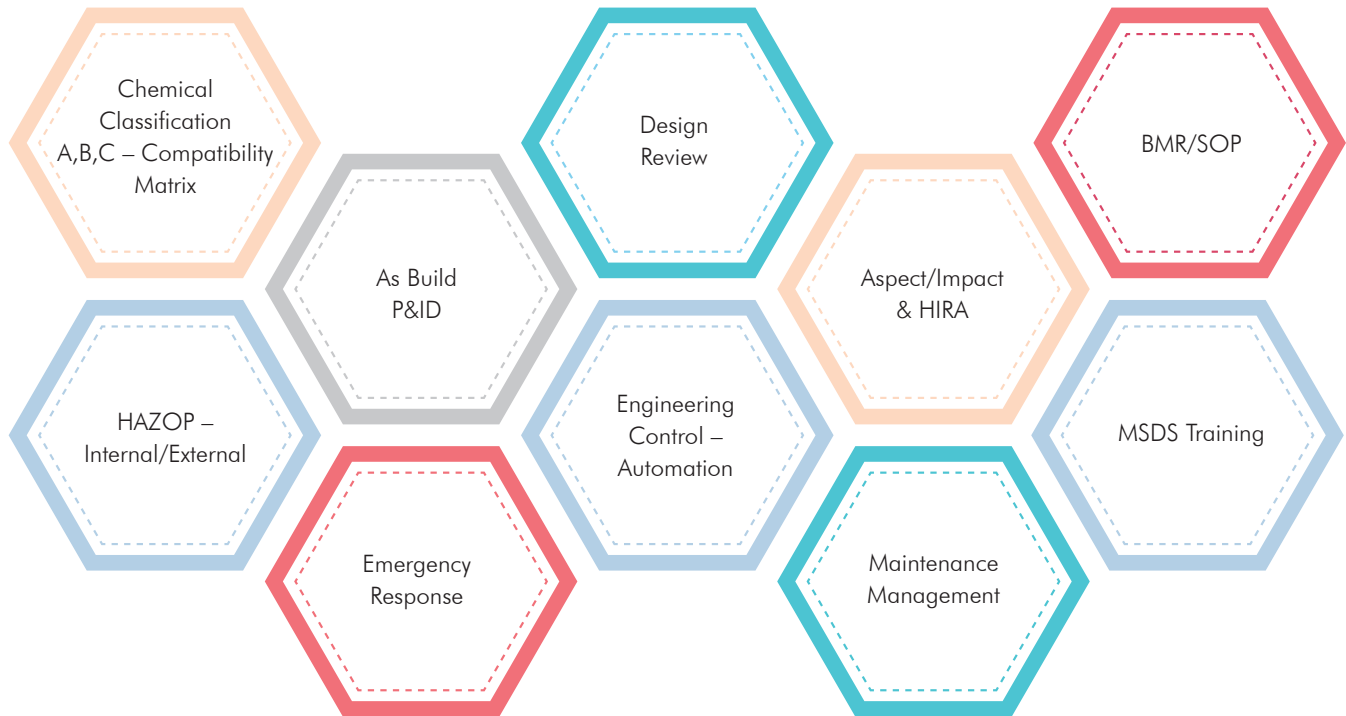 Chemical
Classification
A,B,C – Compatibility
Matrix
Design
Review
BMR/SOP
As Build
P&ID
Aspect/Impact
& HIRA
HAZOP –
Internal/External
Engineering
Control –
Automation
MSDS Training
Emergency
Response
Maintenance
Management